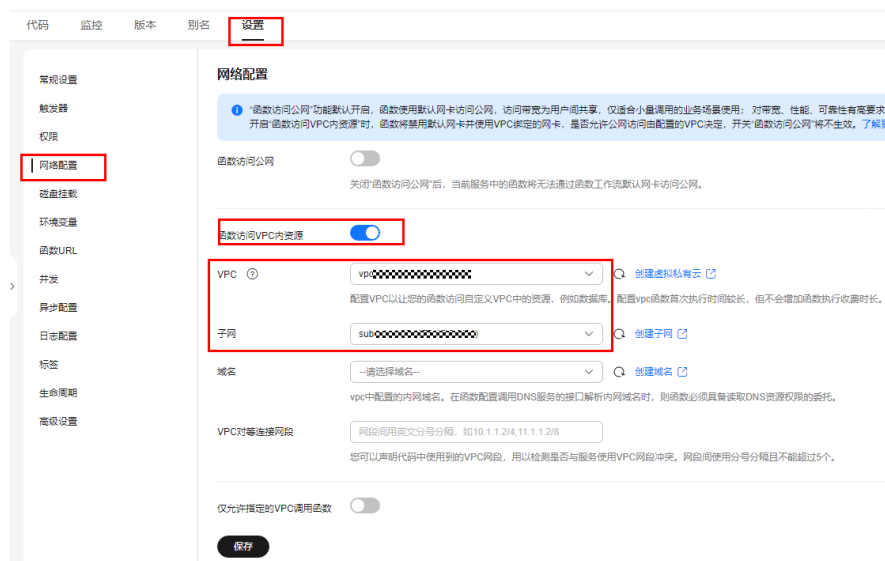 代码 监控 版本 别名 设置
常规设置
触发器
权限
网络配置
磁盘挂载
环境变量
函数URL
并发
异步配置
日志配置
标签
生命周期
高级设置
网络配置
“函数访问公网”功能默认开启，函数使用默认网卡访问公网，访问带宽为用户间共享，仅适合小量调用的业务场景使用；对带宽、性能、可靠性有高要求
开启“函数访问VPC内资源”时，函数将禁用默认网卡并使用VPC绑定的网卡，是否允许公网访问由配置的VPC决定，开关“函数访问公网”将不生效。了解
函数访问公网
关闭“函数访问公网”后，当前服务中的函数将无法通过函数工作流默认网卡访问公网。
函数访问VPC内资源
VPC ? vpc 创建虚拟私有云
配置VPC以让您的函数访问自定义VPC中的资源，例如数据库。配置vpc函数首次执行时间较长，但不会增加函数执行收费时长。
子网 sub ) 创建子网
域名 --请选择域名-- 创建域名
vpc中配置的内网域名。在函数配置调用DNS服务的接口解析内网域名时，则函数必须具备读取DNS资源权限的委托。
VPC对等连接网段 网段间用英文分号分隔，如10.1.1.2/4;11.1.1.2/8
您可以声明代码中使用到的VPC网段，用以检测是否与服务使用VPC网段冲突。网段间使用分号分隔且不能超过5个。
仅允许指定的VPC调用函数
保存